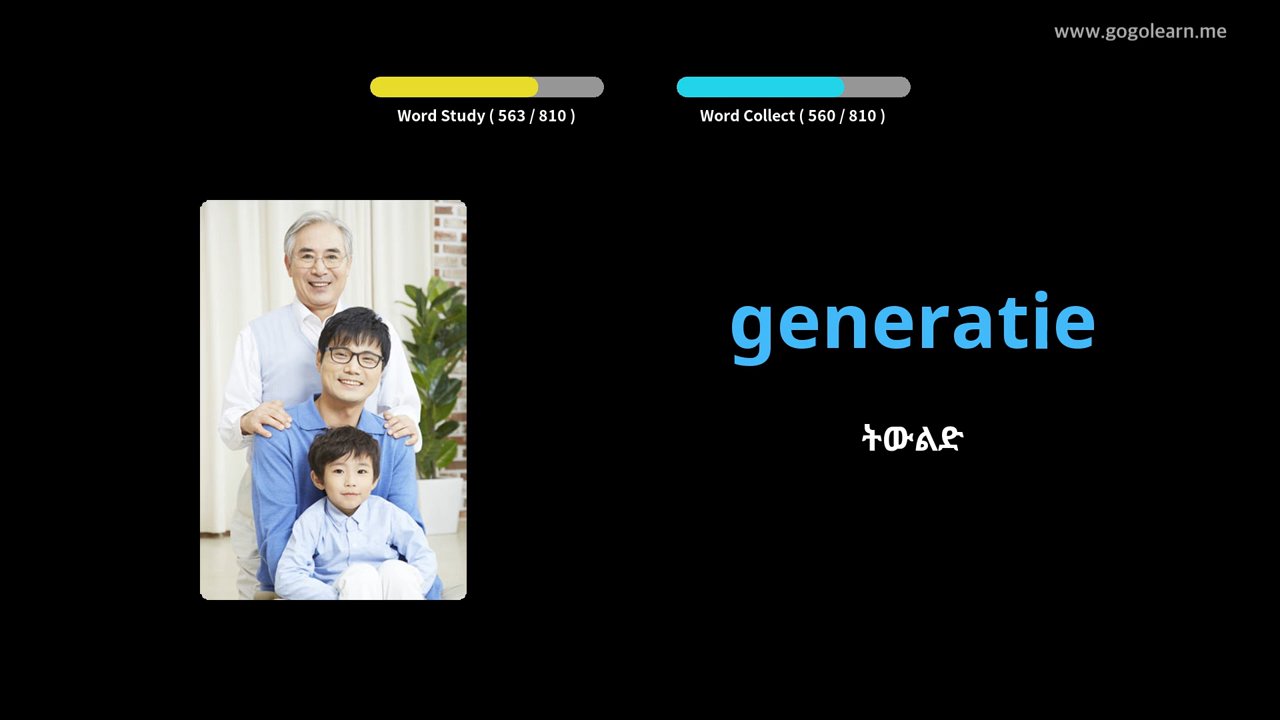 www.gogolearn.me
Word Study ( 563 / 810 )
Word Collect ( 560 / 810 )
generatie
ትውልድ